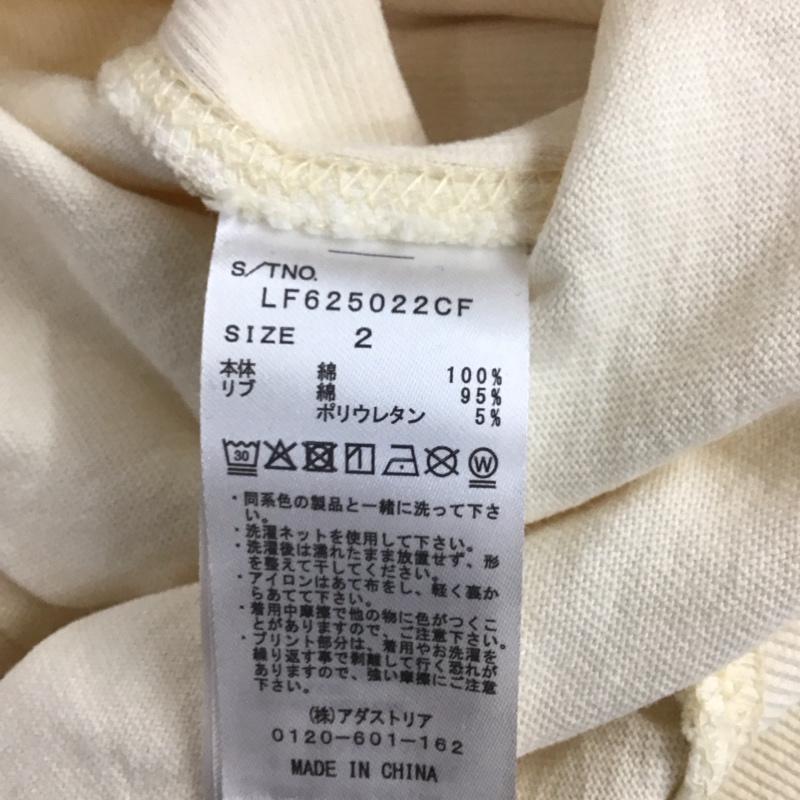 S/TNO.
LF625022CF
SIZE 2
本体 綿 100%
リブ 綿 95%
ポリウレタン 5%
30 W
・同系色の製品と一緒に洗って下さ
い。
・洗濯ネットを使用して下さい。
・洗濯後は濡れたまま放置せず、形
を整えて干してください。
・アイロンはあて布をし、軽く裏か
らあてて下さい。
・着用中摩擦で他の物に色がつくこ
とがありますので、ご注意下さい。
・プリント部分は、着用やお洗濯を
繰り返す事で剥離して行く恐れが
ありますので、強い摩擦にご注意
下さい。
(株)アダストリア
0120-601-162
MADE IN CHINA